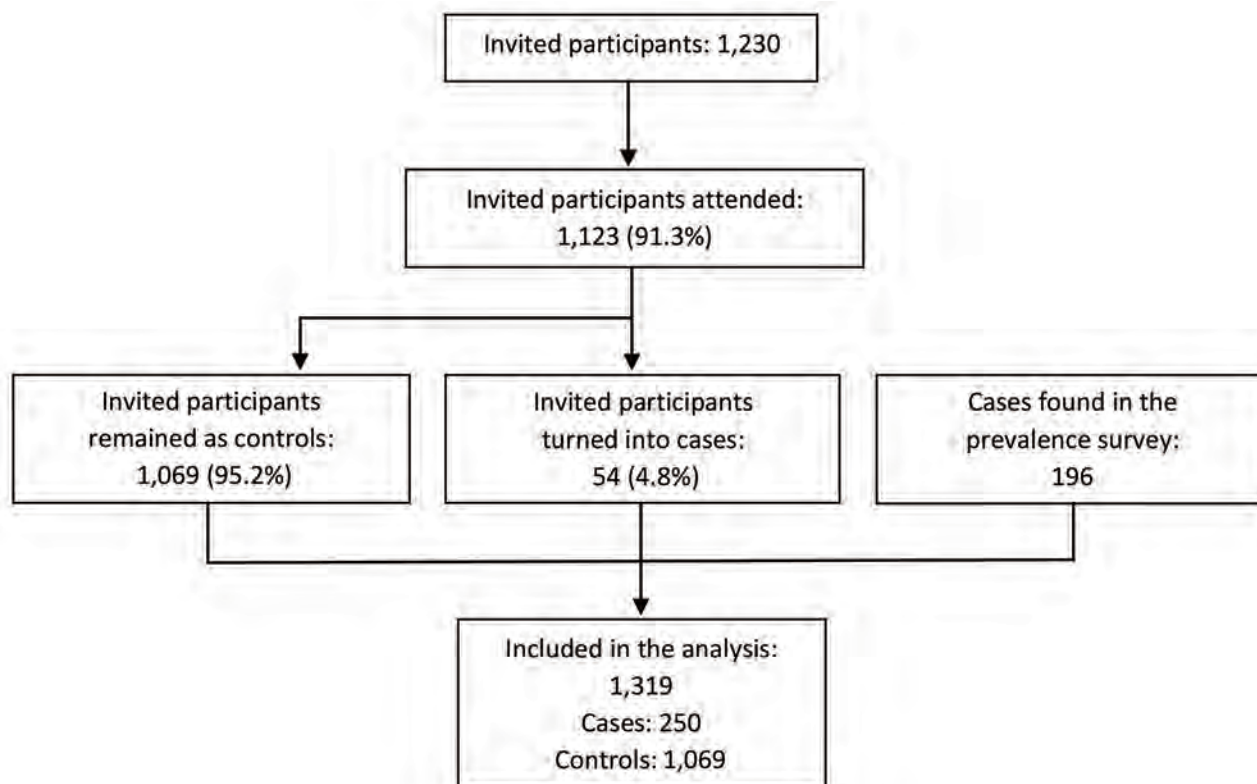 Invited participants: 1,230
Invited participants attended:
1,123 (91.3%)
Invited participants
remained as controls:
1,069 (95.2%)
Invited participants
turned into cases:
54 (4.8%)
Cases found in the
prevalence survey:
196
Included in the analysis:
1,319
Cases: 250
Controls: 1,069